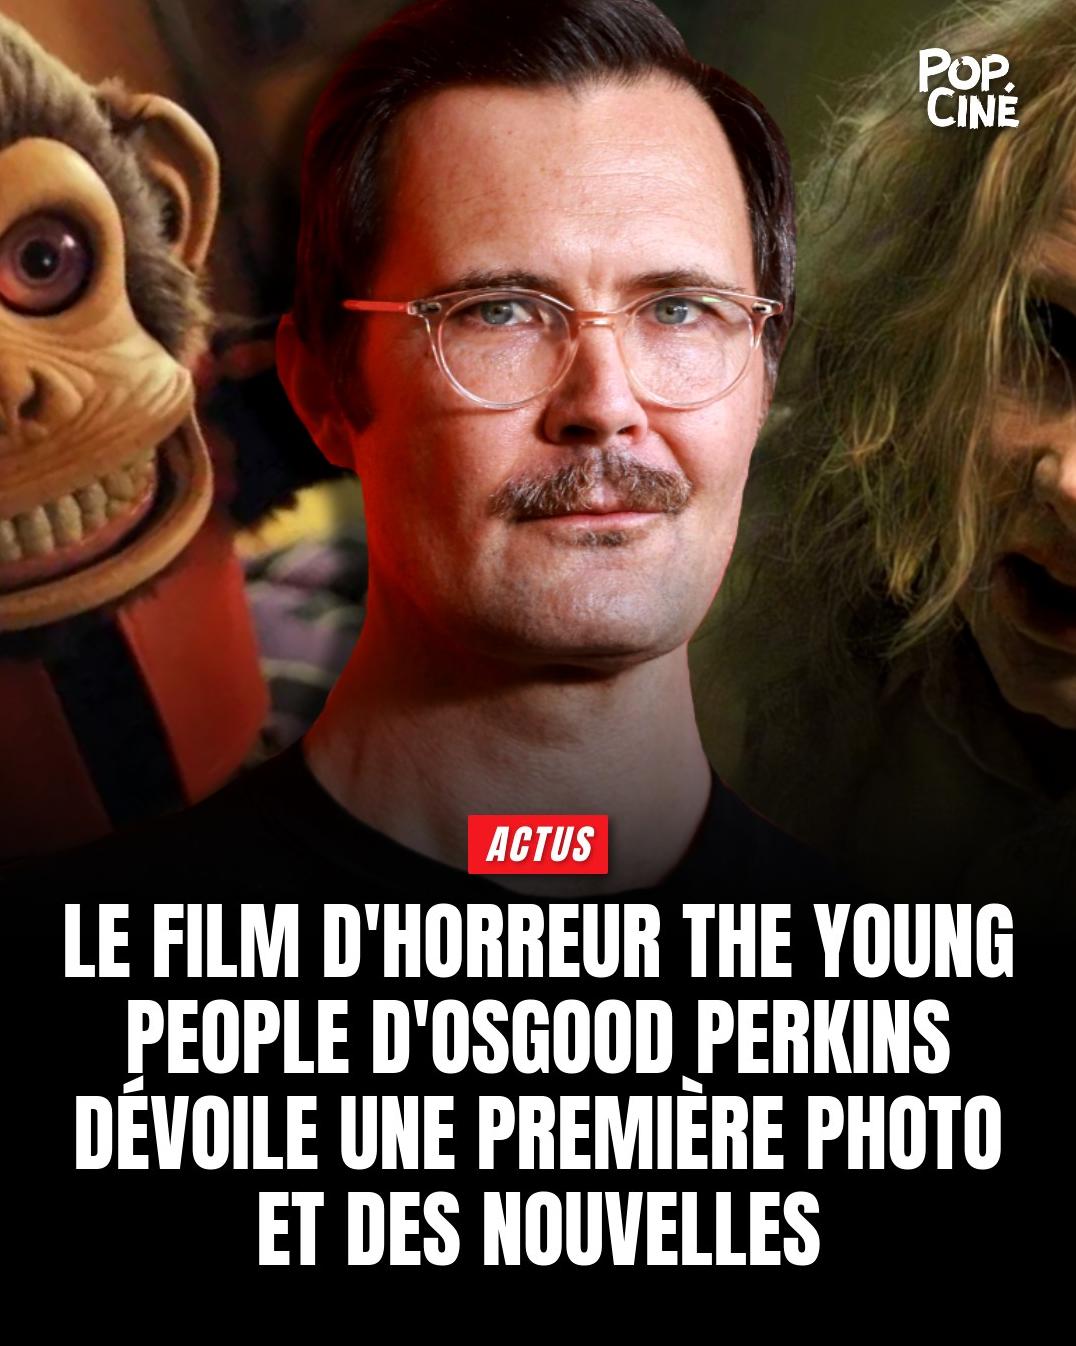 POP.
CINÉ
ACTUS
LE FILM D'HORREUR THE YOUNG
PEOPLE D'OSGOOD PERKINS
DÉVOILE UNE PREMIÈRE PHOTO
ET DES NOUVELLES